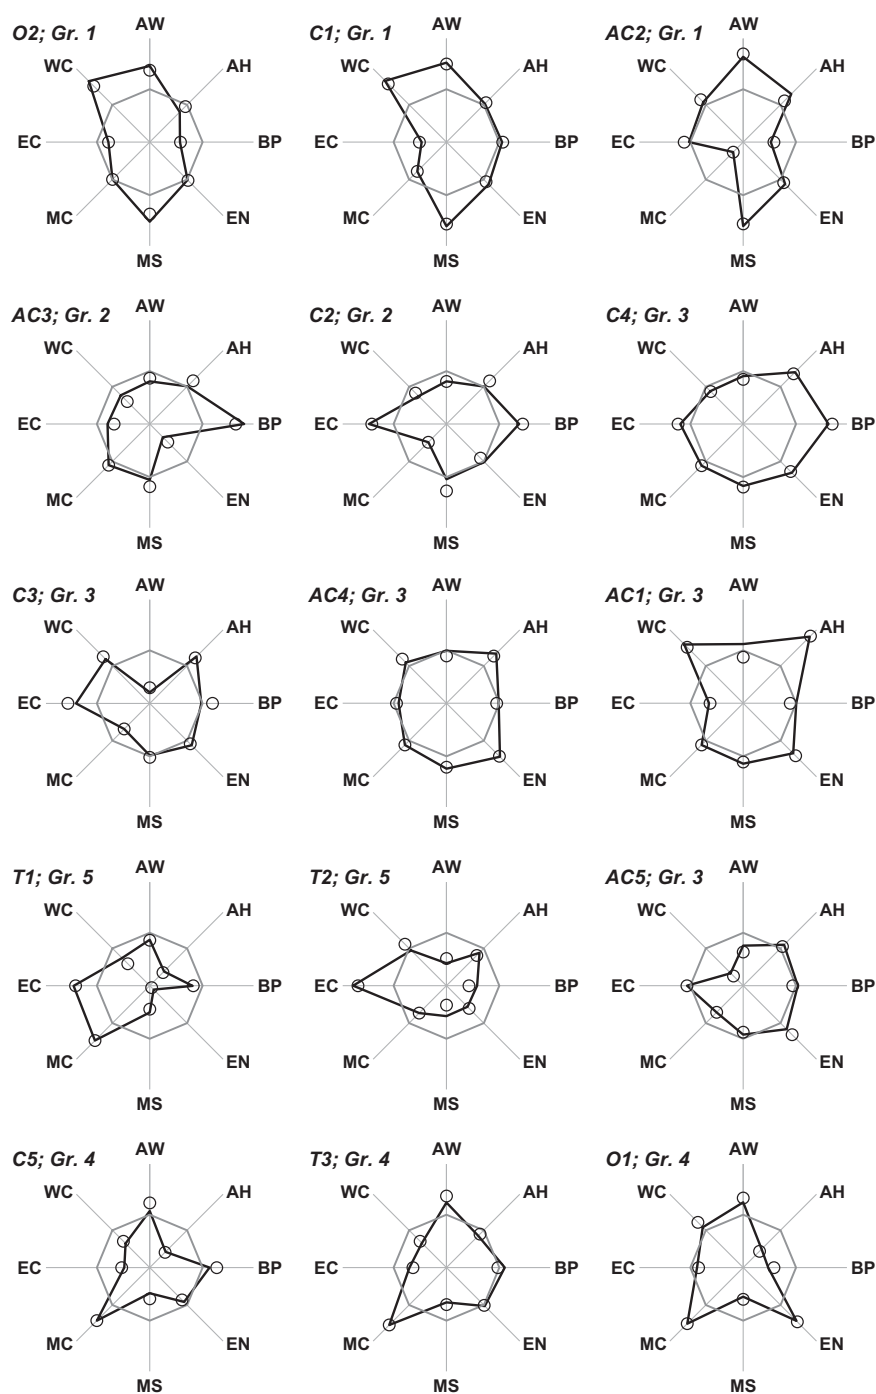 O2; Gr. 1
AW
WC
AH
EC
BP
MC
EN
MS
C1; Gr. 1
AW
WC
AH
EC
BP
MC
EN
MS
AC2; Gr. 1
AW
WC
AH
EC
BP
MC
EN
MS
AC3; Gr. 2
AW
WC
AH
EC
BP
MC
EN
MS
C2; Gr. 2
AW
WC
AH
EC
BP
MC
EN
MS
C4; Gr. 3
AW
WC
AH
EC
BP
MC
EN
MS
C3; Gr. 3
AW
WC
AH
EC
BP
MC
EN
MS
AC4; Gr. 3
AW
WC
AH
EC
BP
MC
EN
MS
AC1; Gr. 3
AW
WC
AH
EC
BP
MC
EN
MS
T1; Gr. 5
AW
WC
AH
EC
BP
MC
EN
MS
T2; Gr. 5
AW
WC
AH
EC
BP
MC
EN
MS
AC5; Gr. 3
AW
WC
AH
EC
BP
MC
EN
MS
C5; Gr. 4
AW
WC
AH
EC
BP
MC
EN
MS
T3; Gr. 4
AW
WC
AH
EC
BP
MC
EN
MS
O1; Gr. 4
AW
WC
AH
EC
BP
MC
EN
MS